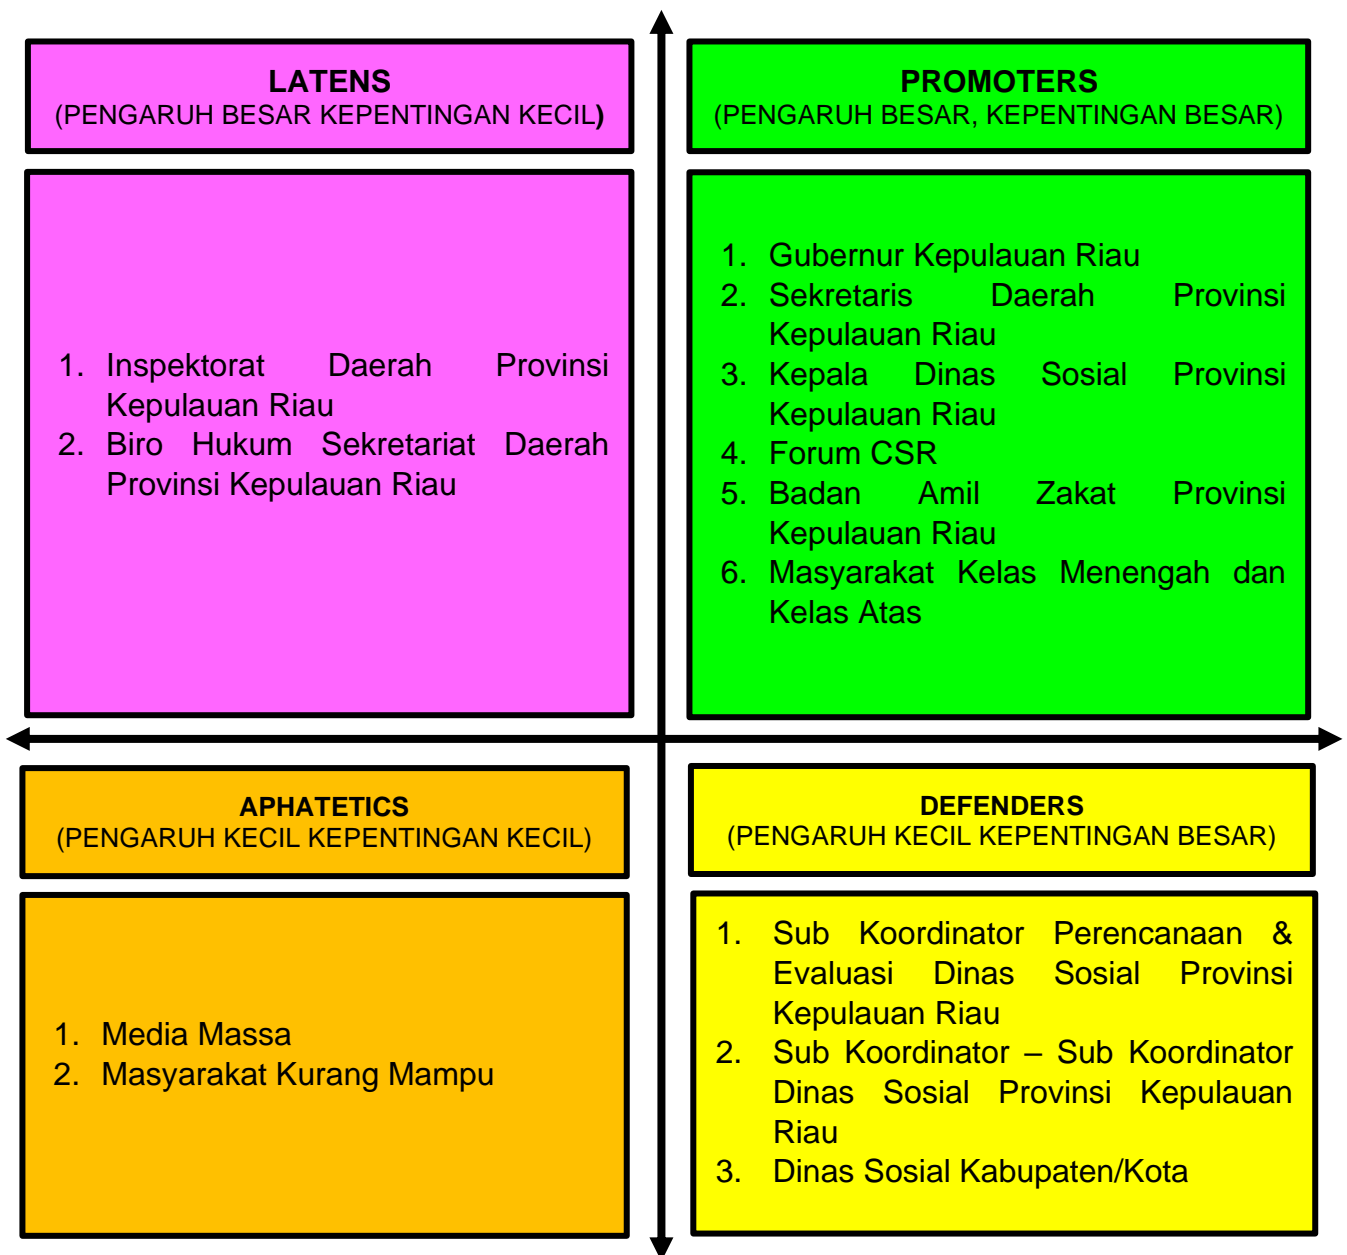 LATENS
(PENGARUH BESAR KEPENTINGAN KECIL)
1. Inspektorat Daerah Provinsi
Kepulauan Riau
2. Biro Hukum Sekretariat Daerah
Provinsi Kepulauan Riau
PROMOTERS
(PENGARUH BESAR, KEPENTINGAN BESAR)
1. Gubernur Kepulauan Riau
2. Sekretaris Daerah Provinsi
Kepulauan Riau
3. Kepala Dinas Sosial Provinsi
Kepulauan Riau
4. Forum CSR
5. Badan Amil Zakat Provinsi
Kepulauan Riau
6. Masyarakat Kelas Menengah dan
Kelas Atas
APHATETICS
(PENGARUH KECIL KEPENTINGAN KECIL)
1. Media Massa
2. Masyarakat Kurang Mampu
DEFENDERS
(PENGARUH KECIL KEPENTINGAN BESAR)
1. Sub Koordinator Perencanaan &
Evaluasi Dinas Sosial Provinsi
Kepulauan Riau
2. Sub Koordinator – Sub Koordinator
Dinas Sosial Provinsi Kepulauan
Riau
3. Dinas Sosial Kabupaten/Kota